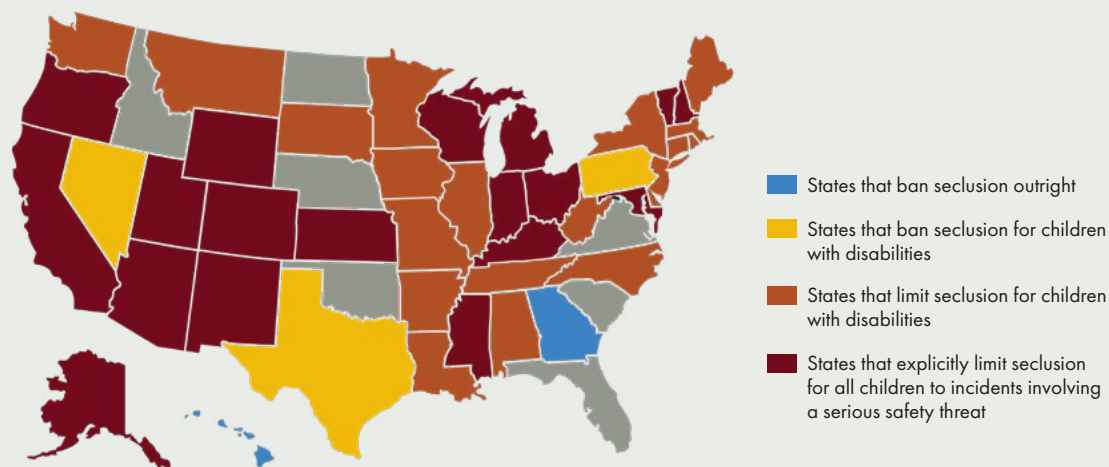 States that ban seclusion outright
States that ban seclusion for children
with disabilities
States that limit seclusion for children
with disabilities
States that explicitly limit seclusion
for all children to incidents involving
a serious safety threat